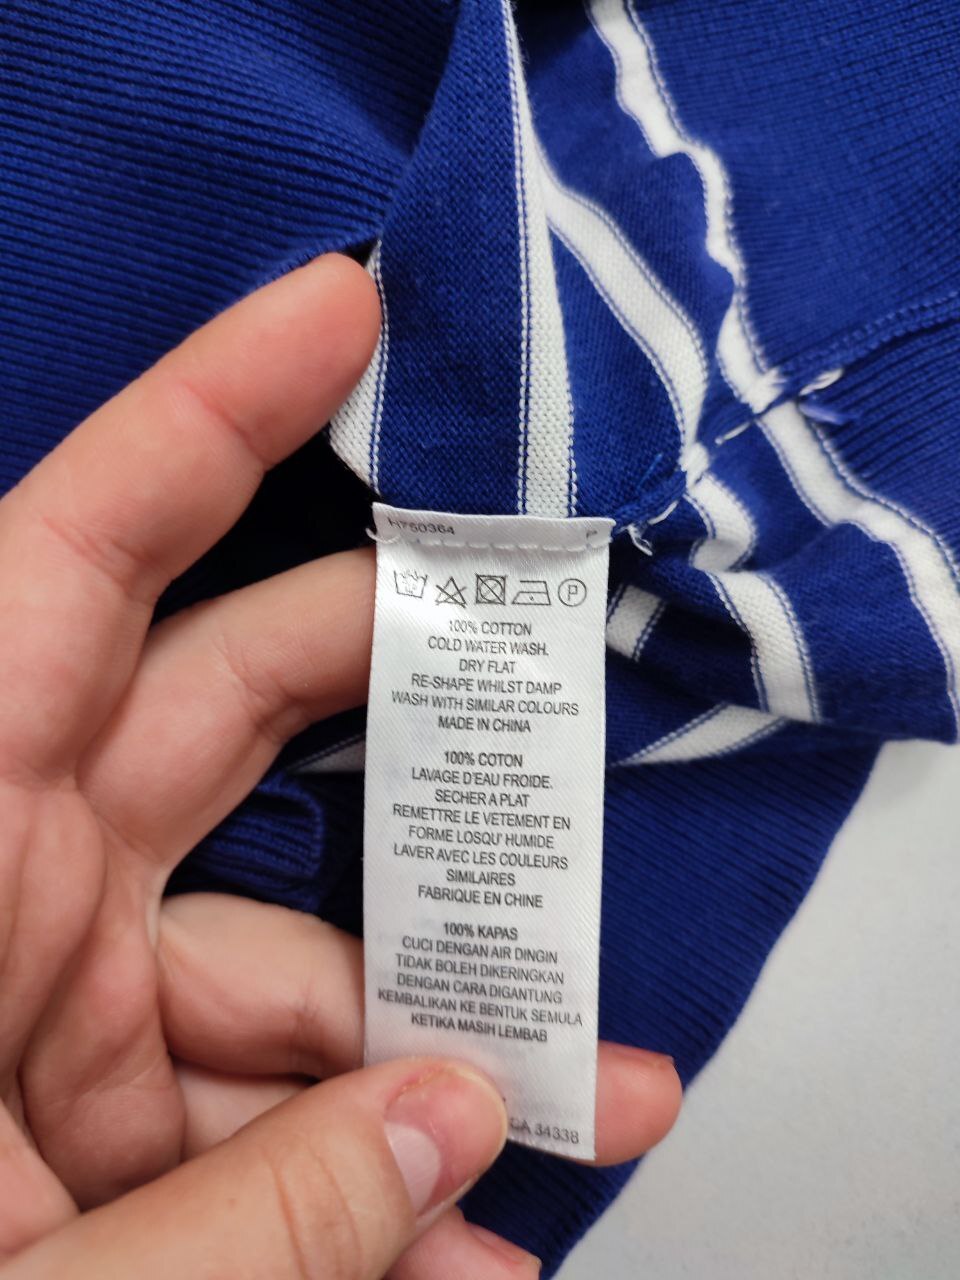 H750364 P
100% COTTON
COLD WATER WASH.
DRY FLAT
RE-SHAPE WHILST DAMP
WASH WITH SIMILAR COLOURS
MADE IN CHINA
100% COTON
LAVAGE D'EAU FROIDE.
SECHER A PLAT
REMETTRE LE VETEMENT EN
FORME LOSQU' HUMIDE
LAVER AVEC LES COULEURS
SIMILAIRES
FABRIQUE EN CHINE
100% KAPAS
CUCI DENGAN AIR DINGIN
TIDAK BOLEH DIKERINGKAN
DENGAN CARA DIGANTUNG
KEMBALIKAN KE BENTUK SEMULA
KETIKA MASIH LEMBAB
CA 34338